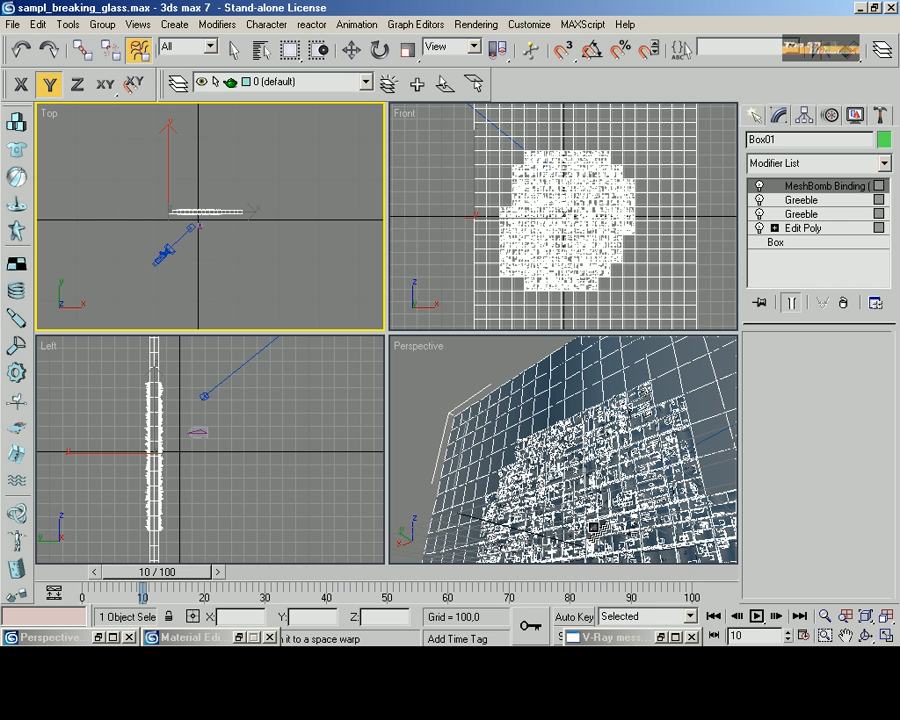 sampl_breaking_glass.max - 3ds max 7 - Stand-alone License
File Edit Tools Group Views Create Modifiers Character reactor Animation Graph Editors Rendering Customize MAXScript Help
All View
X Y Z XY XY 0 (default)
Top
y
y
z x
Front
z
x
Box01
Modifier List
MeshBomb Binding (
Greeble
Greeble
Edit Poly
Box
Left
z
y
Perspective
z
x
10 / 100
0 10 20 30 40 50 60 70 80 90 100
1 Object Sele X: Y: Z: Grid = 100,0 Auto Key Selected
Perspective Material Edi n it to a space warp Add Time Tag V-Ray mess 10